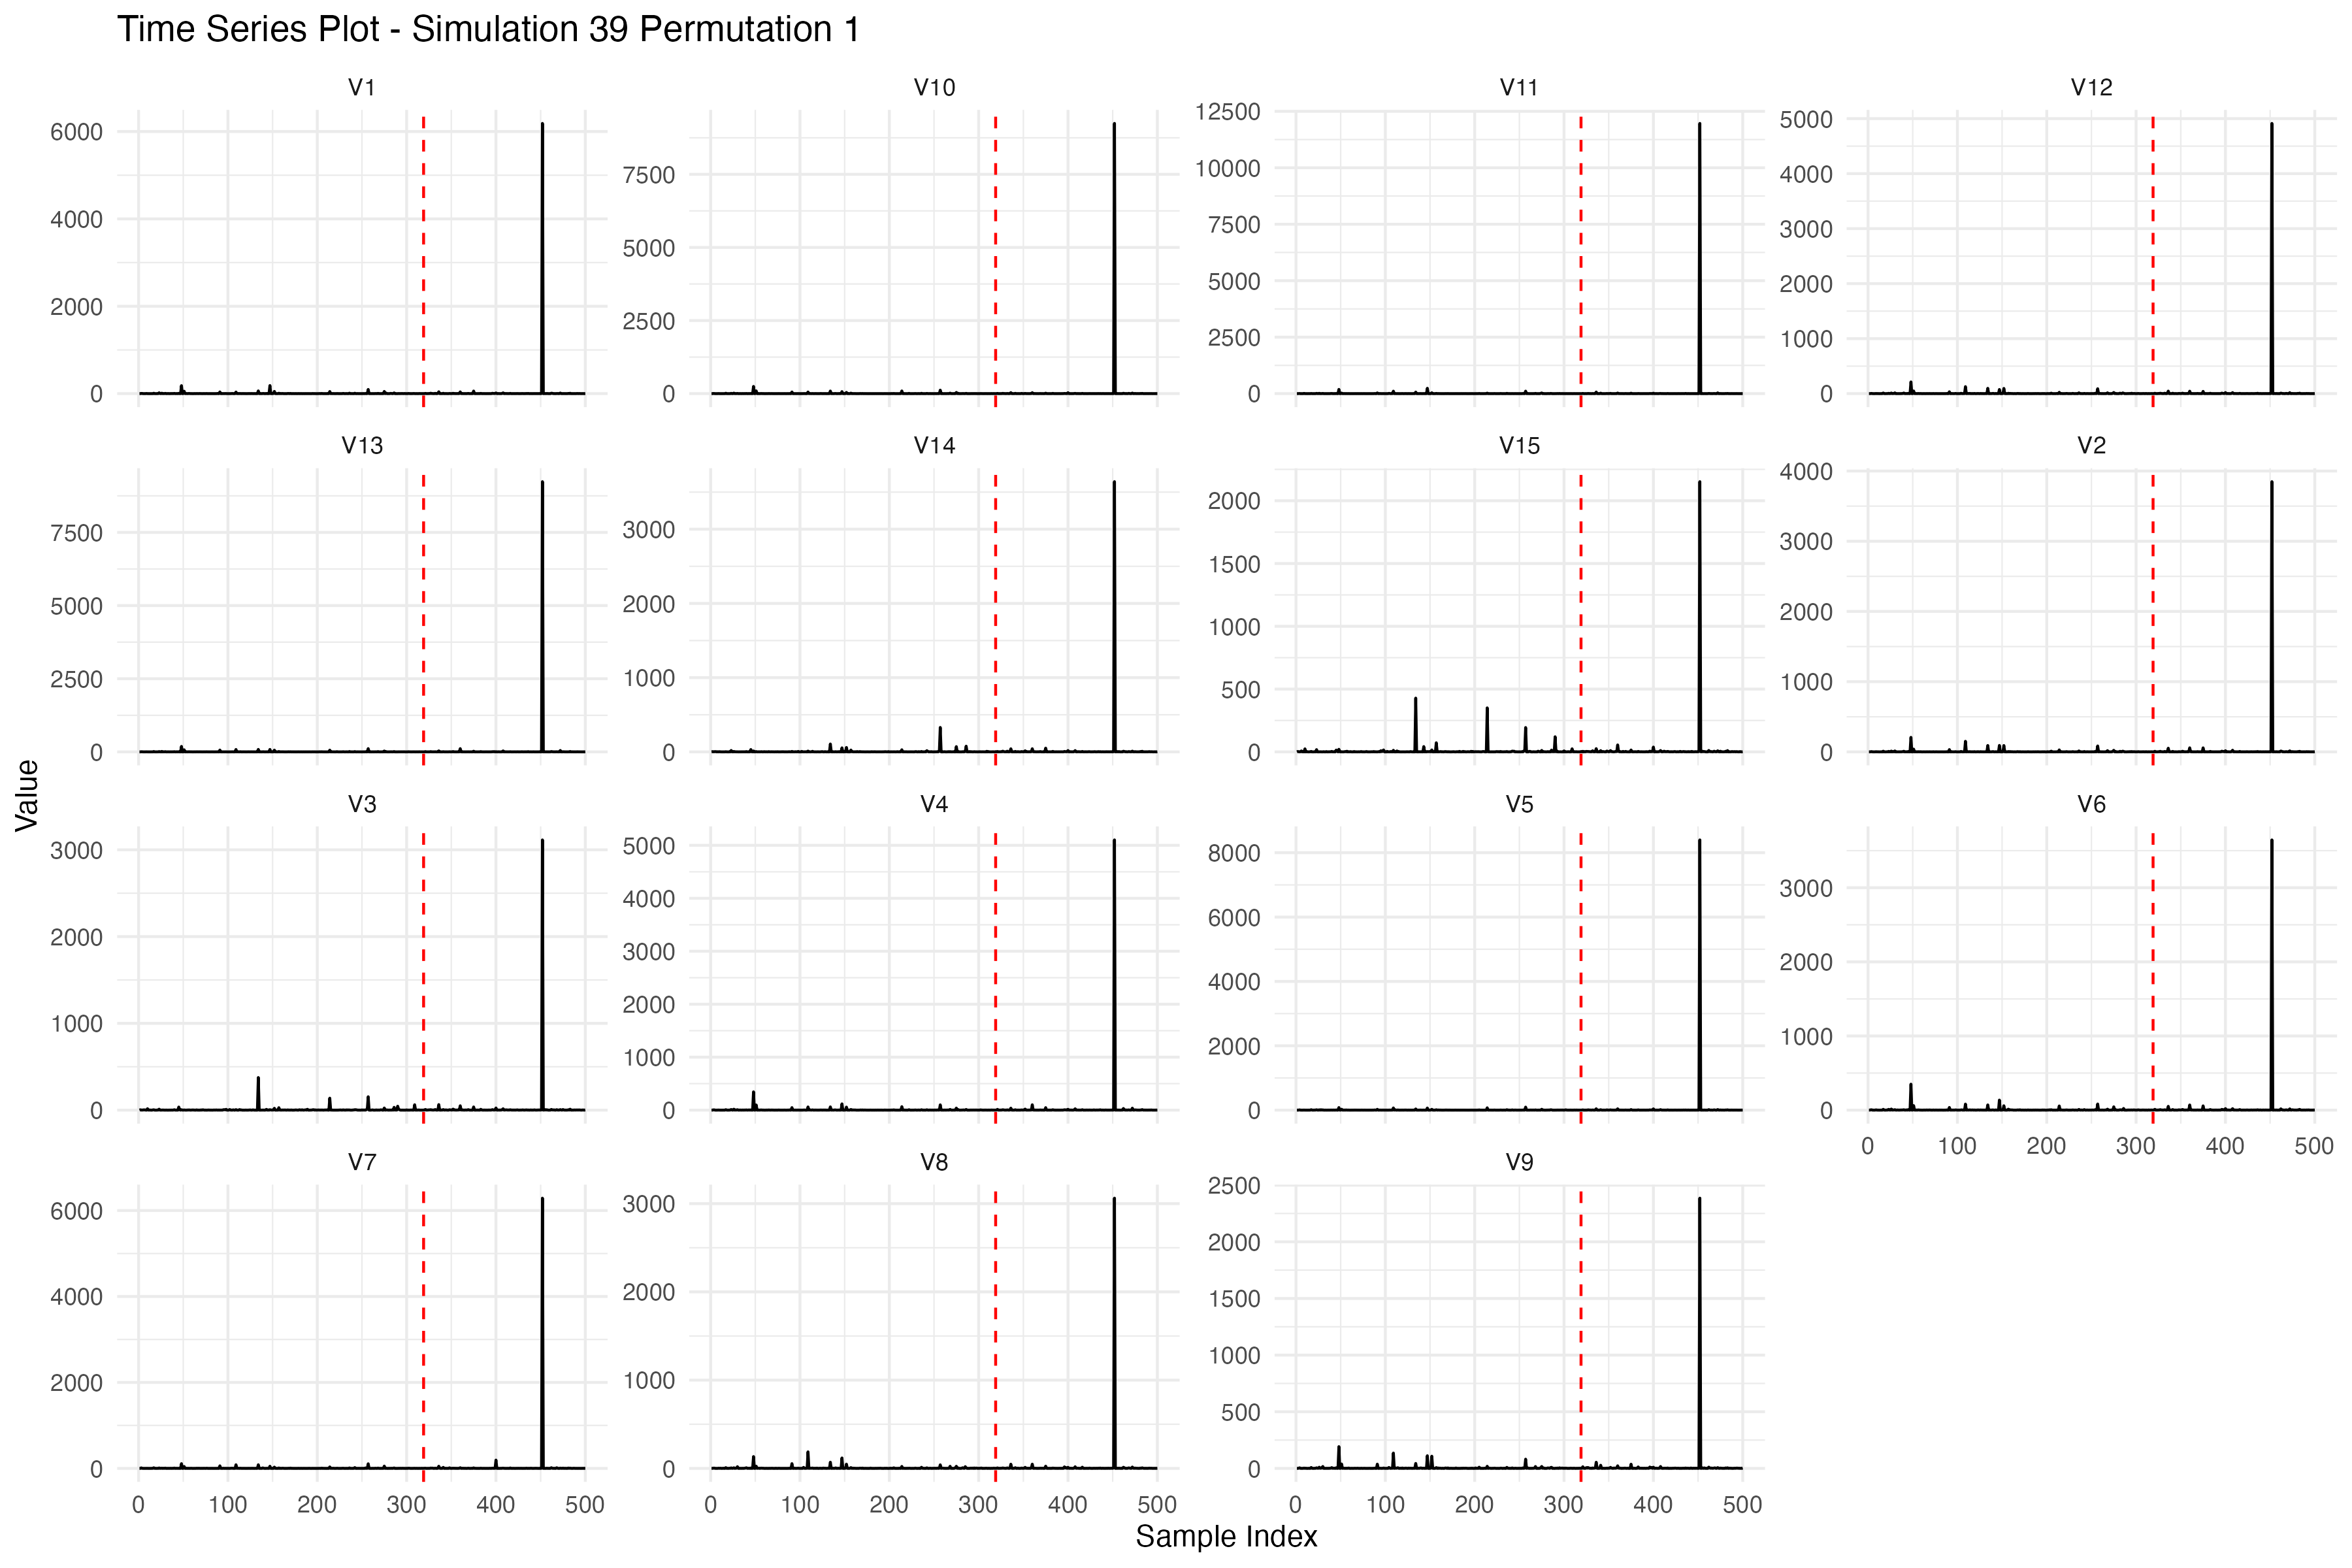 Time Series Plot - Simulation 39 Permutation 1
V1 V10 V11 V12
6000 4000 2000 0
7500 5000 2500 0
12500 10000 7500 5000 2500 0
5000 4000 3000 2000 1000 0
V13 V14 V15 V2
7500 5000 2500 0
3000 2000 1000 0
2000 1500 1000 500 0
4000 3000 2000 1000 0
Value
V3 V4 V5 V6
3000 2000 1000 0
5000 4000 3000 2000 1000 0
8000 6000 4000 2000 0
3000 2000 1000 0
0 100 200 300 400 500
V7 V8 V9
6000 4000 2000 0
3000 2000 1000 0
2500 2000 1500 1000 500 0
0 100 200 300 400 500
0 100 200 300 400 500
0 100 200 300 400 500
Sample Index